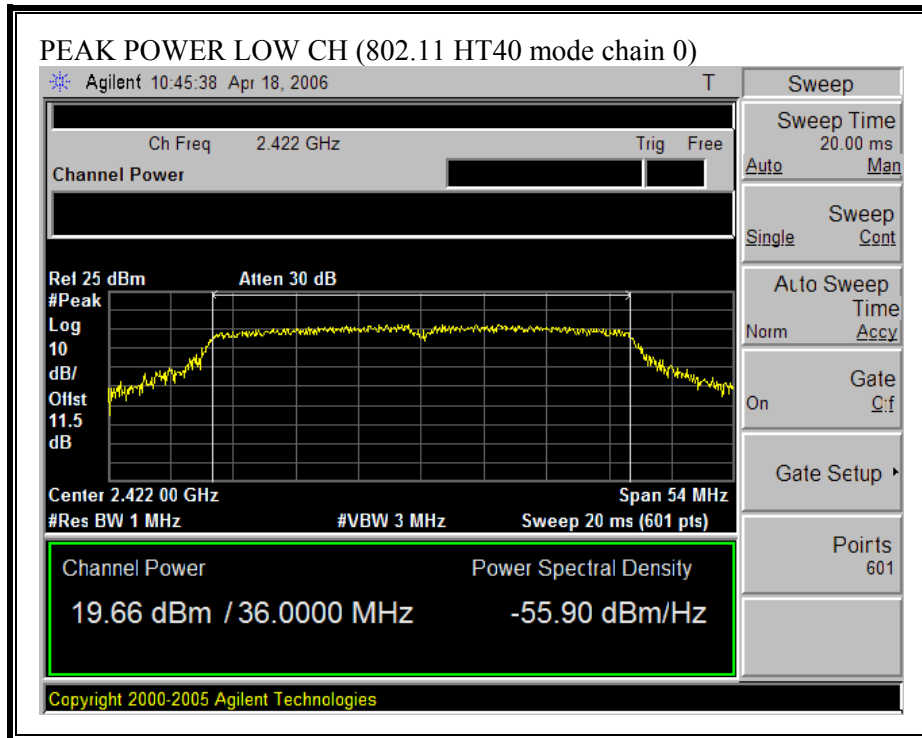 PEAK POWER LOW CH (802.11 HT40 mode chain 0)
Agilent 10:45:38 Apr 18, 2006 T
Ch Freq 2.422 GHz Trig Free
Channel Power
Ref 25 dBm Atten 30 dB
#Peak
Log
10
dB/
Offst
11.5
dB
Center 2.422 00 GHz Span 54 MHz
#Res BW 1 MHz #VBW 3 MHz Sweep 20 ms (601 pts)
Channel Power Power Spectral Density
19.66 dBm / 36.0000 MHz -55.90 dBm/Hz
Copyright 2000-2005 Agilent Technologies
Sweep
Sweep Time
20.00 ms
Auto Man
Sweep
Single Cont
Auto Sweep
Time
Norm Accy
Gate
On Off
Gate Setup
Points
601